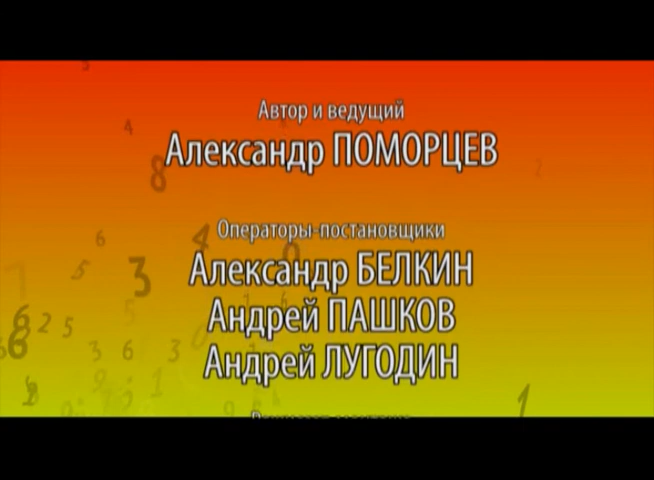 Автор и ведущий
Александр ПОМОРЦЕВ
Операторы-постановщики
Александр БЕЛКИН
Андрей ПАШКОВ
Андрей ЛУГОДИН